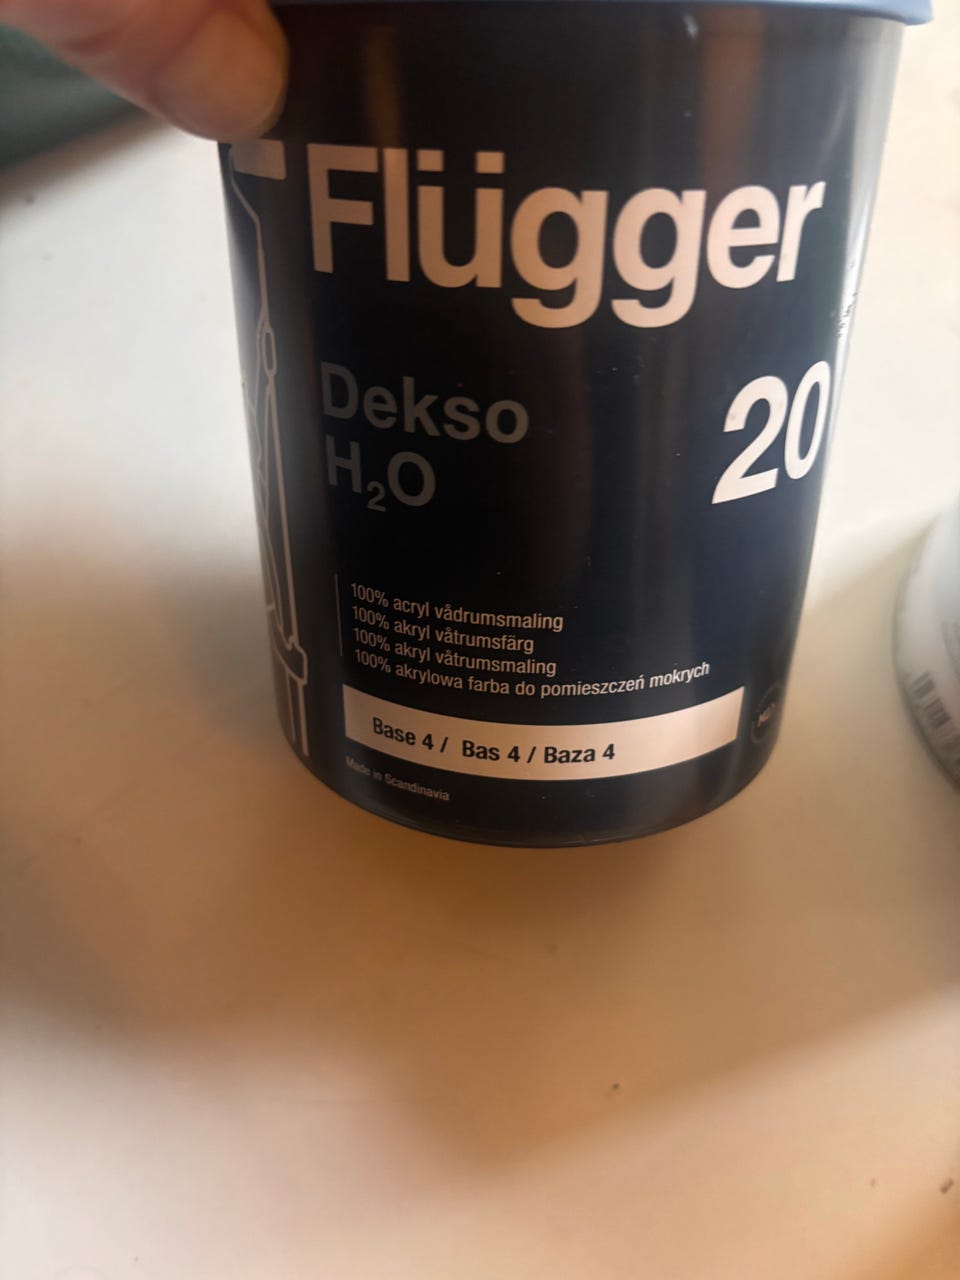 Flügger
Dekso 20
H₂O
100% acryl vådrumsmaling
100% akryl våtrumsfärg
100% akryl våtrumsmaling
100% akrylowa farba do pomieszczeń mokrych
Base 4 / Bas 4 / Baza 4
Made in Scandinavia